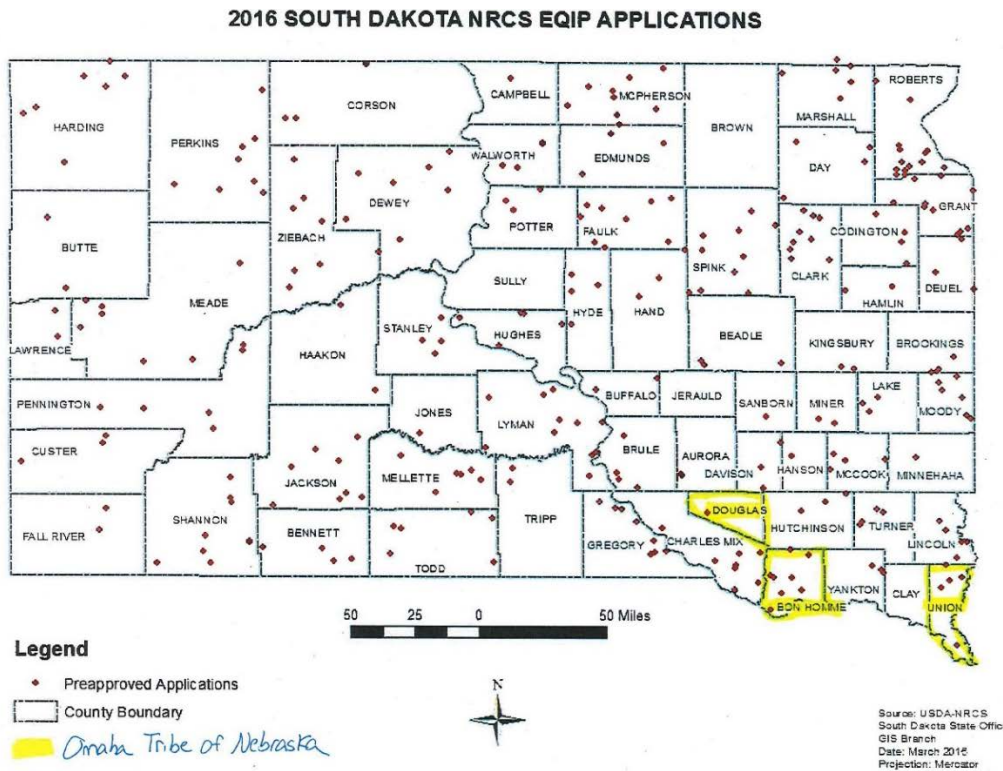 2016 SOUTH DAKOTA NRCS EQIP APPLICATIONS
HARDING
PERKINS
CORSON
CAMPBELL
MCPHERSON
BROWN
MARSHALL
ROBERTS
WALWORTH
EDMUNDS
DAY
GRANT
BUTTE
ZIEBACH
DEWEY
POTTER
FAULK
SPINK
CLARK
CODINGTON
HAMLIN
DEUEL
MEADE
SULLY
HYDE
HAND
LAWRENCE
HAAKON
STANLEY
HUGHES
BEADLE
KINGSBURY
BROOKINGS
PENNINGTON
JONES
LYMAN
BUFFALO
JERAULD
SANBORN
MINER
LAKE
MOODY
CUSTER
JACKSON
MELLETTE
BRULE
AURORA
DAVISON
HANSON
MCCOOK
MINNEHAHA
FALL RIVER
SHANNON
BENNETT
TODD
TRIPP
GREGORY
CHARLES MIX
DOUGLAS
HUTCHINSON
TURNER
LINCOLN
BON HOMME
YANKTON
CLAY
UNION
50 25 0 50 Miles
Legend
Preapproved Applications
County Boundary
Omaha Tribe of Nebraska
N
Source: USDA-NRCS
South Dakota State Offic
GIS Branch
Date: March 2016
Projection: Mercator